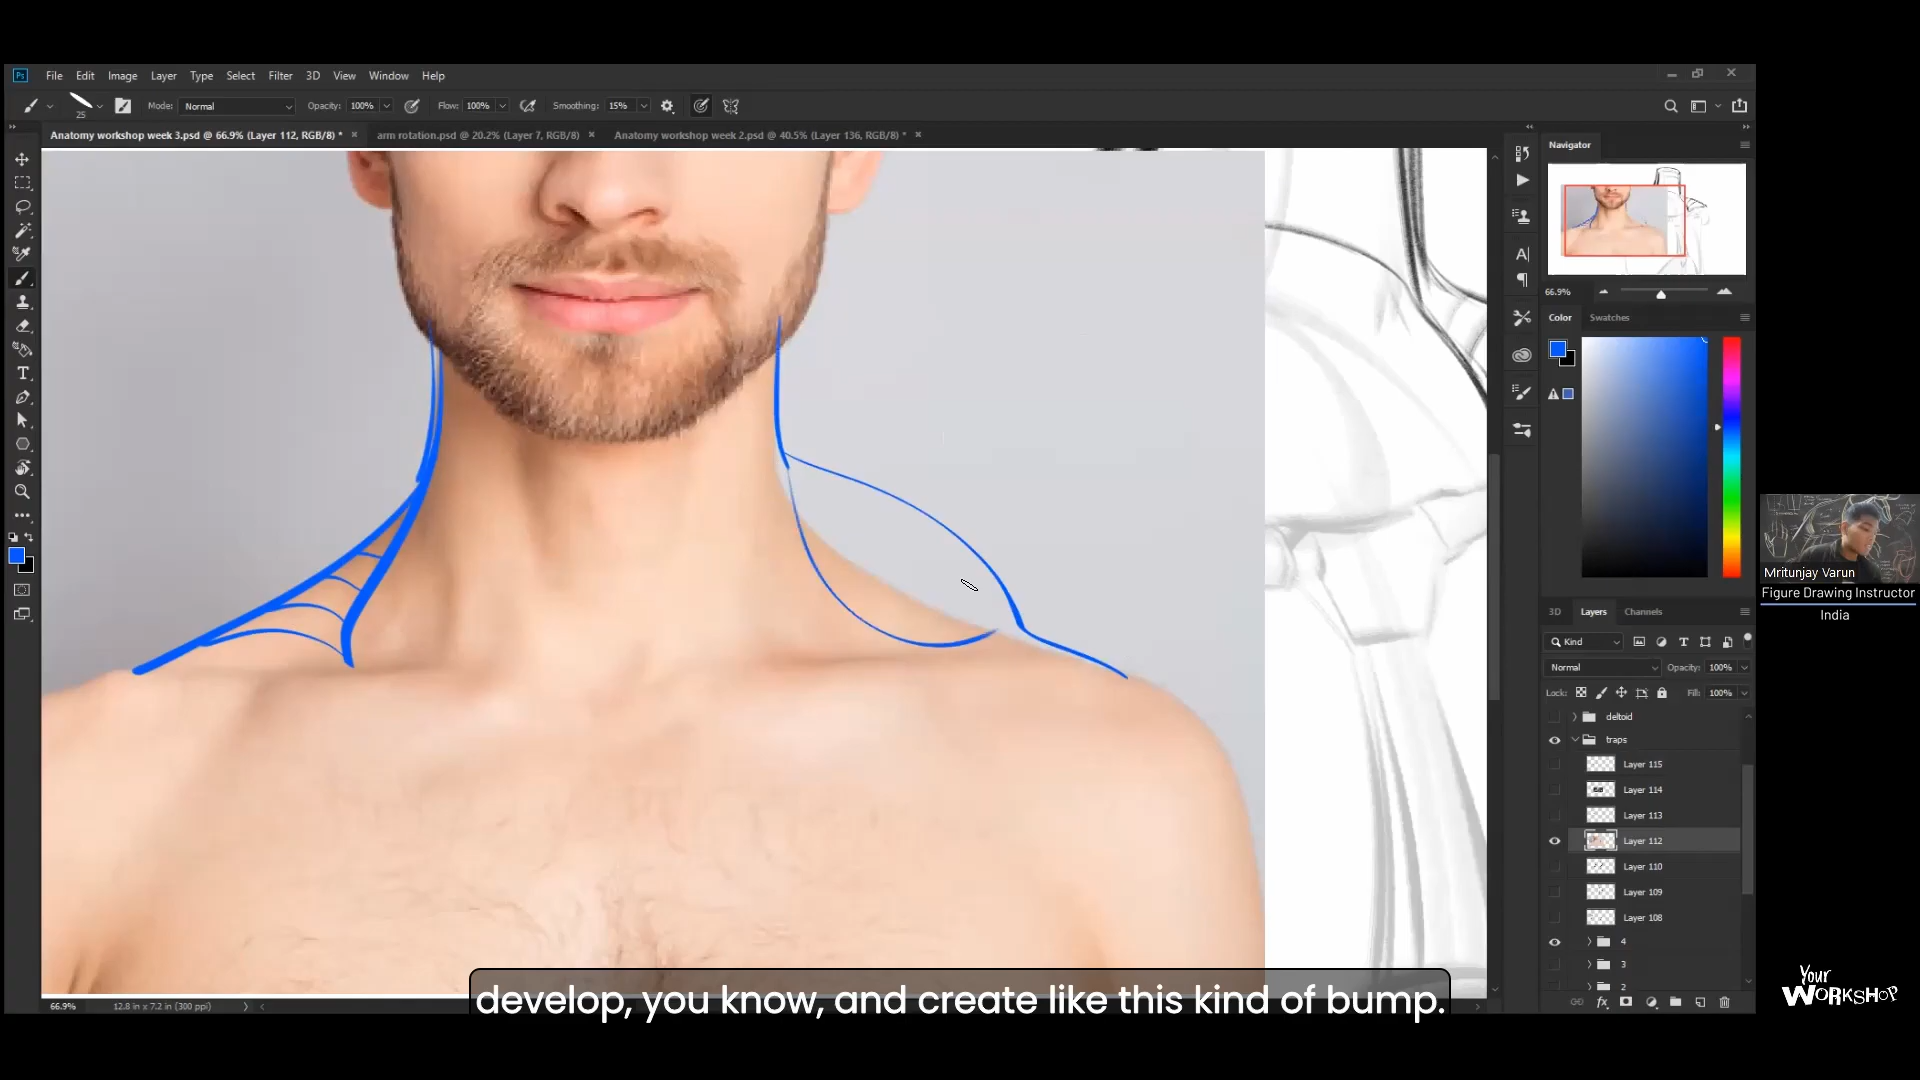 Ps File Edit Image Layer Type Select Filter 3D View Window Help
25 Mode: Normal Opacity: 100% Flow: 100% Smoothing: 15%
Anatomy workshop week 3.psd @ 66.9% (Layer 112, RGB/8) * × arm rotation.psd @ 20.2% (Layer 7, RGB/8) × Anatomy workshop week 2.psd @ 40.5% (Layer 136, RGB/8) * ×
Navigator
66.9%
Color Swatches
Mritunjay Varun
Figure Drawing Instructor
India
3D Layers Channels
Kind
Normal Opacity: 100%
Lock: Fill: 100%
deltoid
traps
Layer 115
Layer 114
Layer 113
Layer 112
Layer 110
Layer 109
Layer 108
4
3
2
66.9% 12.8 in x 7.2 in (300 ppi)
develop, you know, and create like this kind of bump.
Your
WORKSHOP